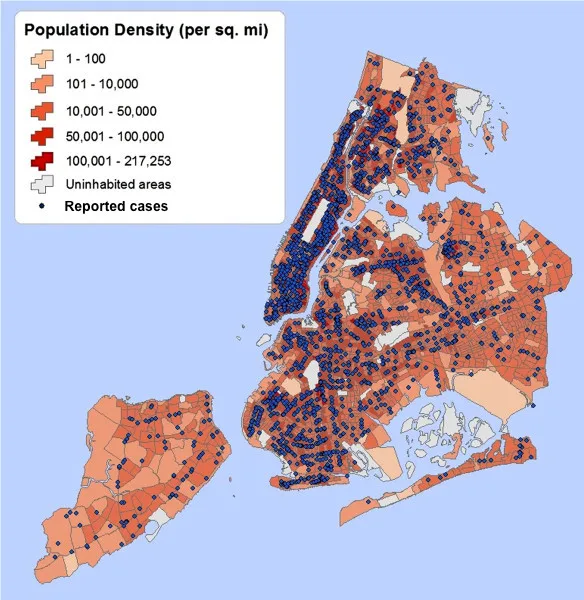 Population Density (per sq. mi)
1 - 100
101 - 10,000
10,001 - 50,000
50,001 - 100,000
100,001 - 217,253
Uninhabited areas
Reported cases